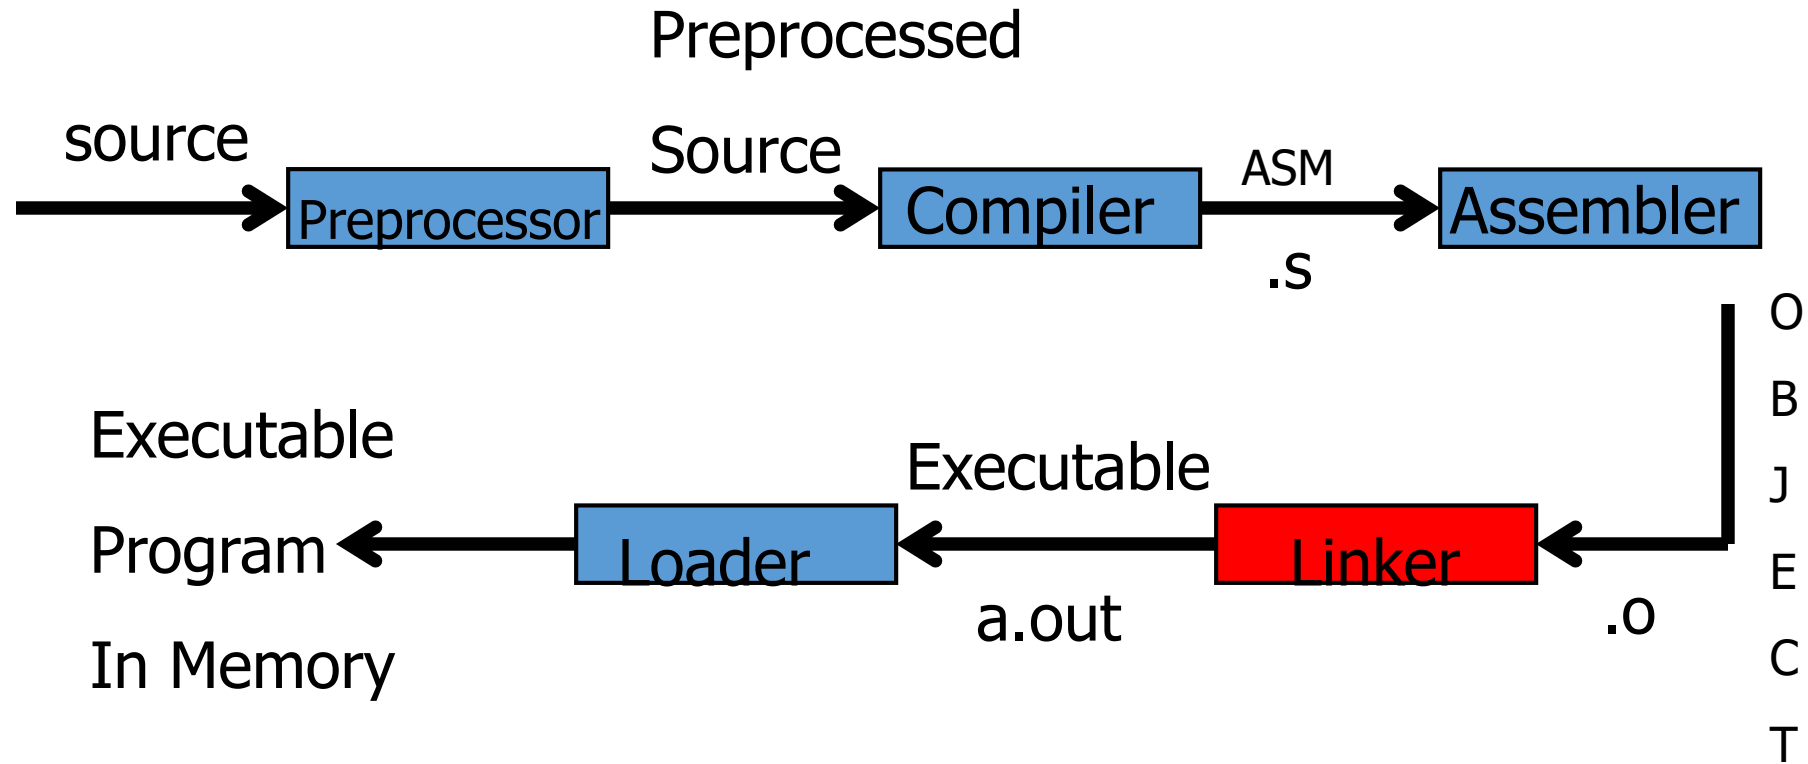 Preprocessed
source
Source
ASM
Preprocessor
Compiler
Assembler
.s
O
B
J
E
C
T
Executable
Program
In Memory
Executable
Loader
Linker
a.out
.o